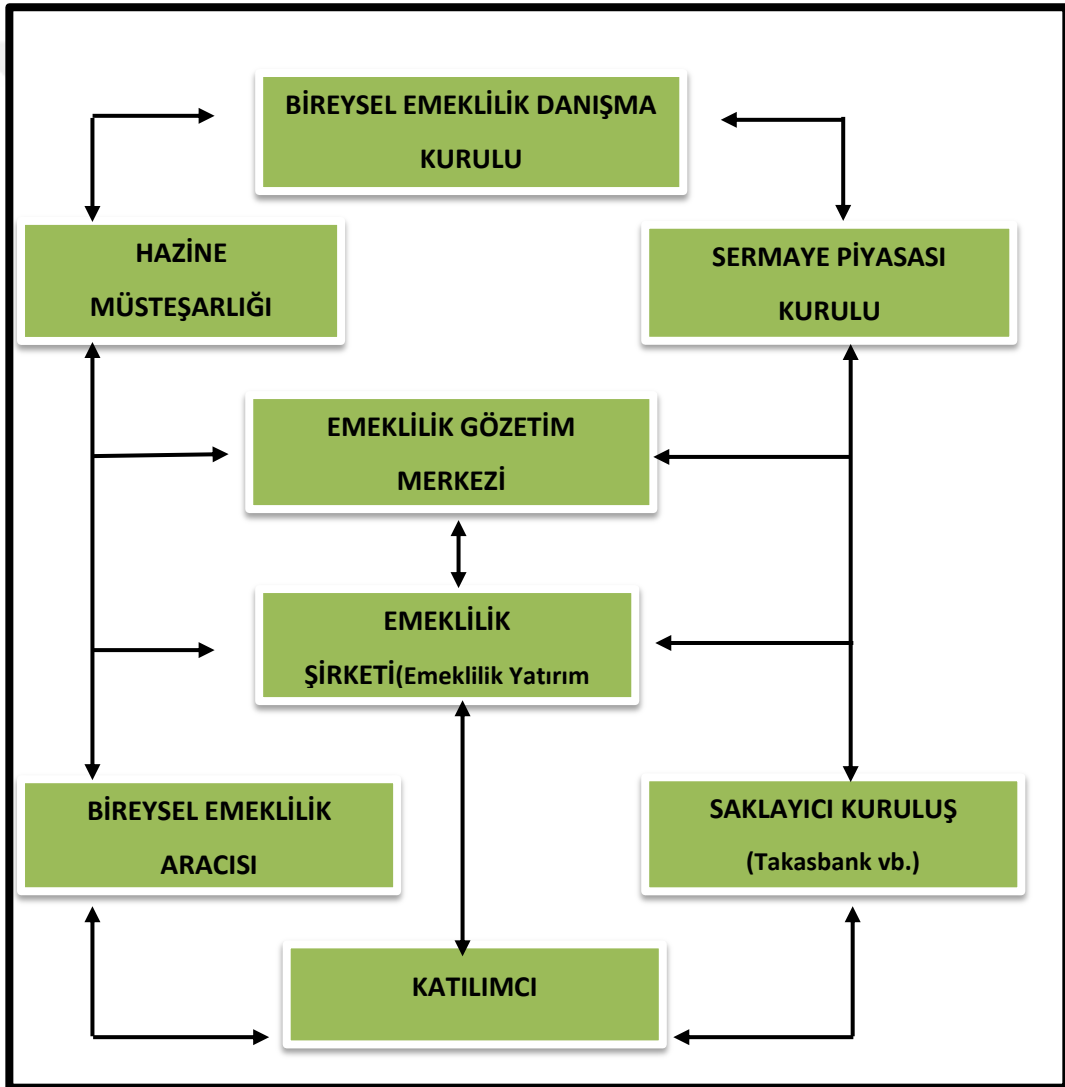 BİREYSEL EMEKLİLİK DANIŞMA
KURULU
HAZİNE
MÜSTEŞARLIĞI
SERMAYE PİYASASI
KURULU
EMEKLİLİK GÖZETİM
MERKEZİ
EMEKLİLİK
ŞİRKETİ(Emeklilik Yatırım
BİREYSEL EMEKLİLİK
ARACISI
SAKLAYICI KURULUŞ
(Takasbank vb.)
KATILIMCI